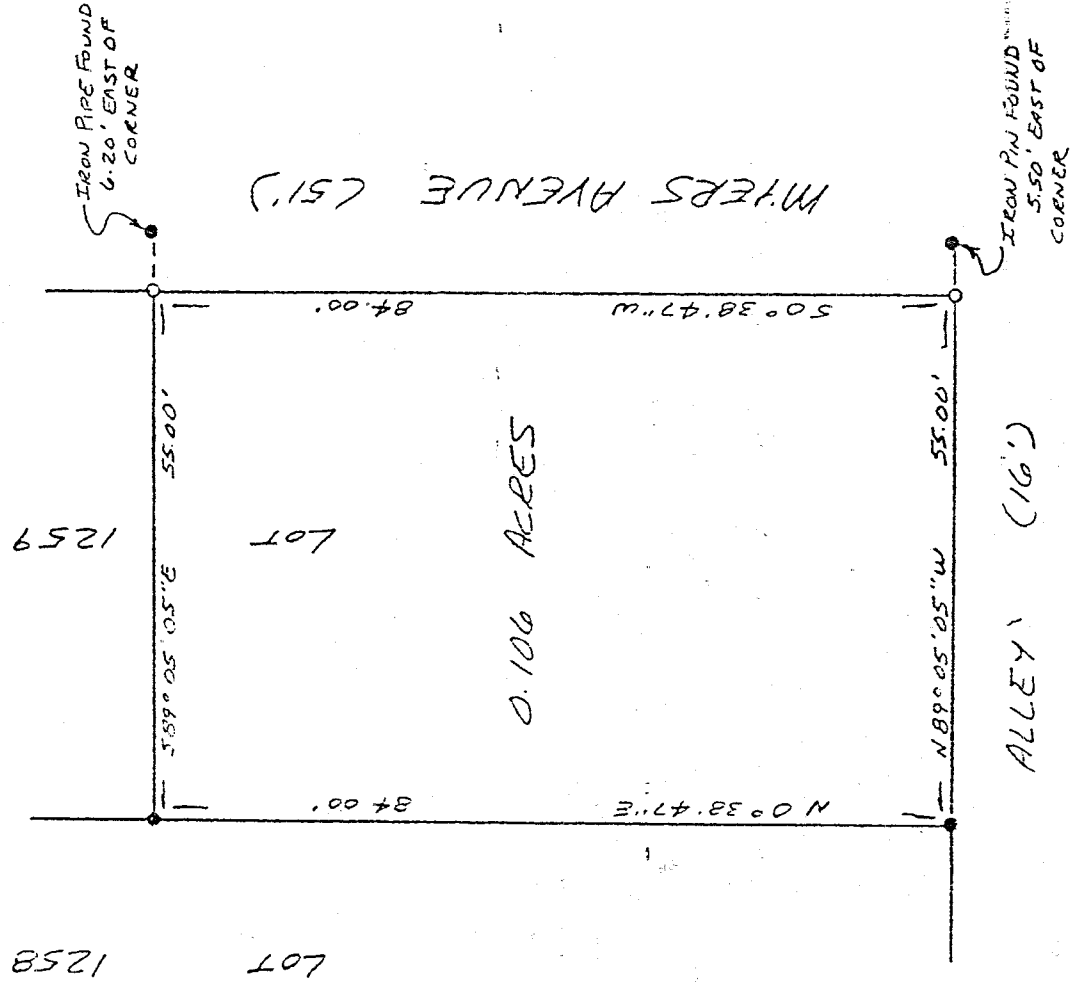 IRON PIPE FOUND
6.20' EAST OF
CORNER
IRON PIN FOUND
5.50' EAST OF
CORNER
MYERS AVENUE (51')
S 0° 38' 47" W 84.00'
S 89° 05' 05" E 55.00'
N 89° 05' 05" W 55.00'
LOT 1259
0.106 ACRES
ALLEY (16')
N 0° 38' 47" E 84.00'
LOT 1258